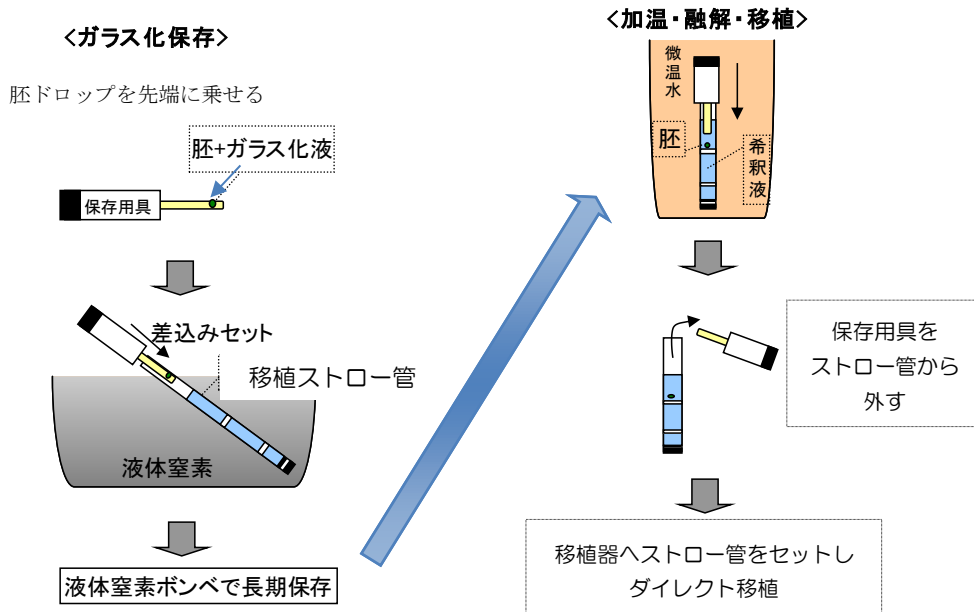 <ガラス化保存>
胚ドロップを先端に乗せる
胚+ガラス化液
保存用具
差込みセット
移植ストロー管
液体窒素
液体窒素ボンベで長期保存
<加温・融解・移植>
微温水
胚
希釈液
保存用具を
ストロー管から
外す
移植器へストロー管をセットし
ダイレクト移植